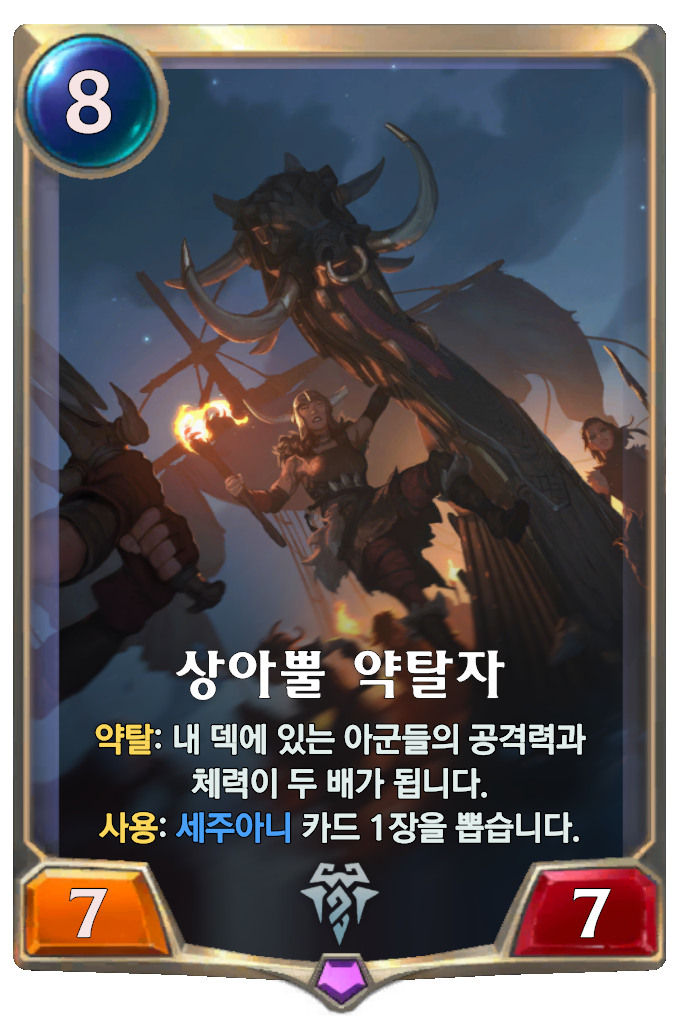 8
상아뿔 약탈자
약탈: 내 덱에 있는 아군들의 공격력과
체력이 두 배가 됩니다.
사용: 세주아니 카드 1장을 뽑습니다.
7
7